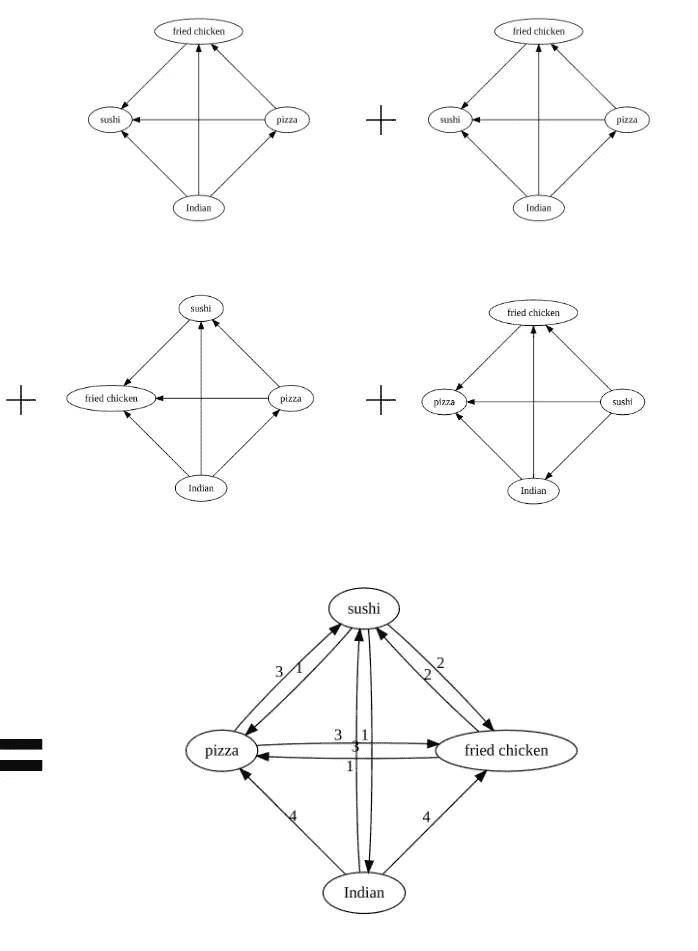 fried chicken
sushi
pizza
Indian
+
fried chicken
sushi
pizza
Indian
+
sushi
fried chicken
pizza
Indian
+
fried chicken
pizza
sushi
Indian
=
sushi
3
1
2
2
pizza
3
1
3
1
fried chicken
4
4
Indian